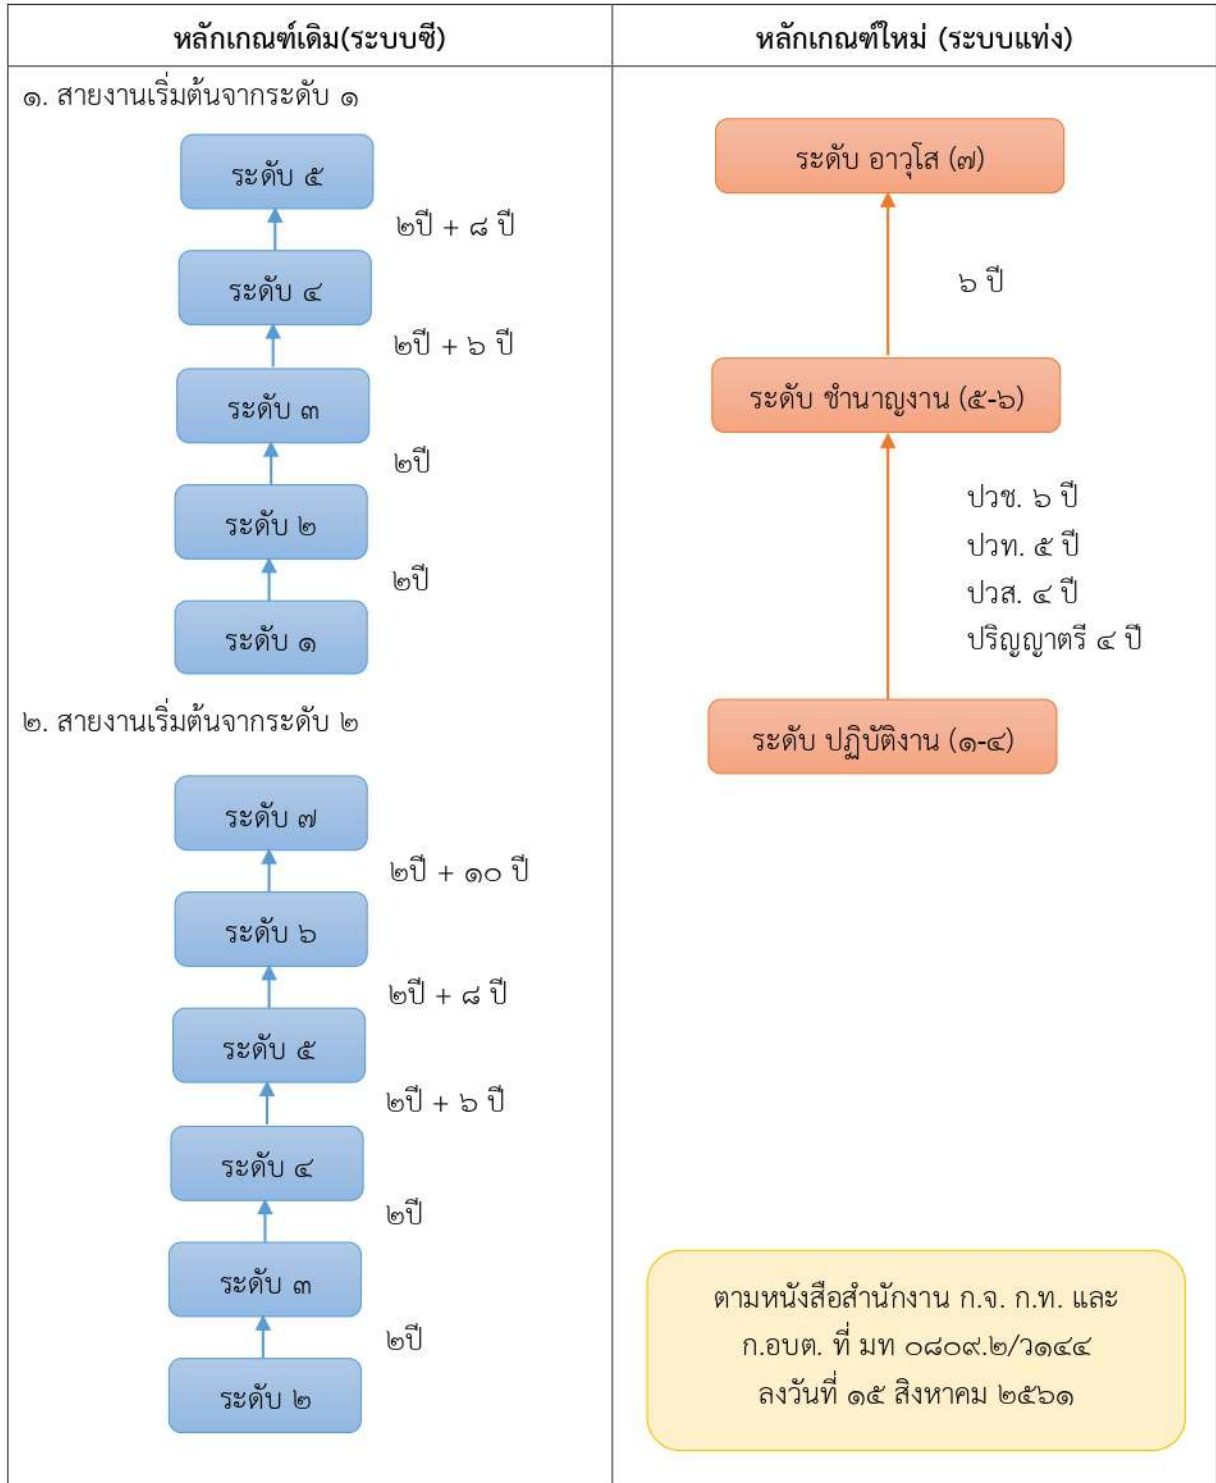 หลักเกณฑ์เดิม(ระบบซี)
๑. สายงานเริ่มต้นจากระดับ ๑
ระดับ ๕
๒ปี + ๘ ปี
ระดับ ๔
๒ปี + ๖ ปี
ระดับ ๓
๒ปี
ระดับ ๒
๒ปี
ระดับ ๑
๒. สายงานเริ่มต้นจากระดับ ๒
ระดับ ๗
๒ปี + ๑๐ ปี
ระดับ ๖
๒ปี + ๘ ปี
ระดับ ๕
๒ปี + ๖ ปี
ระดับ ๔
๒ปี
ระดับ ๓
๒ปี
ระดับ ๒
หลักเกณฑ์ใหม่ (ระบบแท่ง)
ระดับ อาวุโส (๗)
๖ ปี
ระดับ ชำนาญงาน (๕-๖)
ปวช. ๖ ปี
ปวท. ๕ ปี
ปวส. ๔ ปี
ปริญญาตรี ๔ ปี
ระดับ ปฏิบัติงาน (๑-๔)
ตามหนังสือสำนักงาน ก.จ. ก.ท. และ
ก.อบต. ที่ มท ๐๘๐๙.๒/ว๑๔๔
ลงวันที่ ๑๕ สิงหาคม ๒๕๖๑